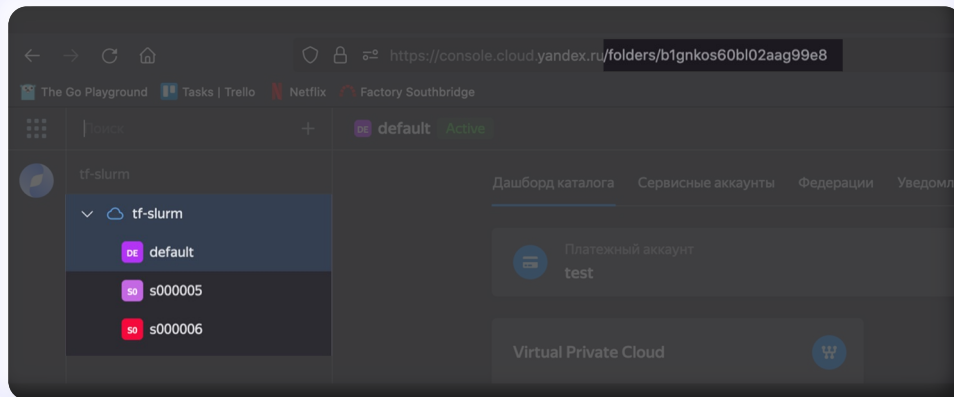 https://console.cloud.yandex.ru/folders/b1gnkos60bl02aag99e8
The Go Playground Tasks | Trello Netflix Factory Southbridge
Поиск + DE default Active
tf-slurm
Дашборд каталога Сервисные аккаунты Федерации Уведомл
tf-slurm
DE default
Платежный аккаунт
test
S0 s000005
S0 s000006
Virtual Private Cloud